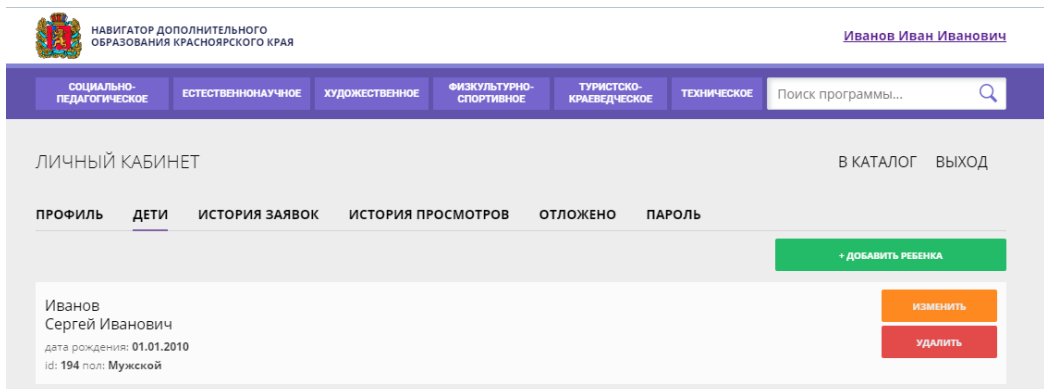 НАВИГАТОР ДОПОЛНИТЕЛЬНОГО
ОБРАЗОВАНИЯ КРАСНОЯРСКОГО КРАЯ
Иванов Иван Иванович
СОЦИАЛЬНО-
ПЕДАГОГИЧЕСКОЕ
ЕСТЕСТВЕННОНАУЧНОЕ
ХУДОЖЕСТВЕННОЕ
ФИЗКУЛЬТУРНО-
СПОРТИВНОЕ
ТУРИСТСКО-
КРАЕВЕДЧЕСКОЕ
ТЕХНИЧЕСКОЕ
Поиск программы...
ЛИЧНЫЙ КАБИНЕТ
В КАТАЛОГ ВЫХОД
ПРОФИЛЬ ДЕТИ ИСТОРИЯ ЗАЯВОК ИСТОРИЯ ПРОСМОТРОВ ОТЛОЖЕНО ПАРОЛЬ
+ ДОБАВИТЬ РЕБЕНКА
Иванов
Сергей Иванович
дата рождения: 01.01.2010
id: 194 пол: Мужской
ИЗМЕНИТЬ
УДАЛИТЬ